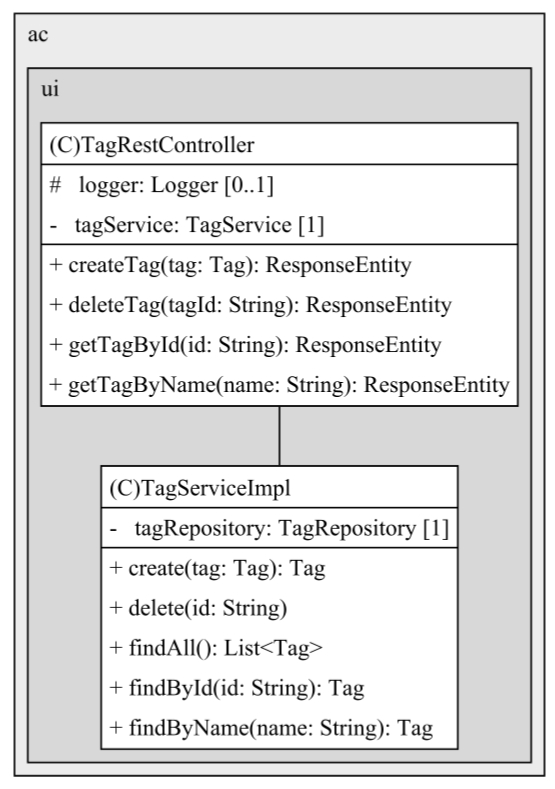 ac
ui
(C)TagRestController
# logger: Logger [0..1]
- tagService: TagService [1]
+ createTag(tag: Tag): ResponseEntity
+ deleteTag(tagId: String): ResponseEntity
+ getTagById(id: String): ResponseEntity
+ getTagByName(name: String): ResponseEntity
(C)TagServiceImpl
- tagRepository: TagRepository [1]
+ create(tag: Tag): Tag
+ delete(id: String)
+ findAll(): List<Tag>
+ findById(id: String): Tag
+ findByName(name: String): Tag